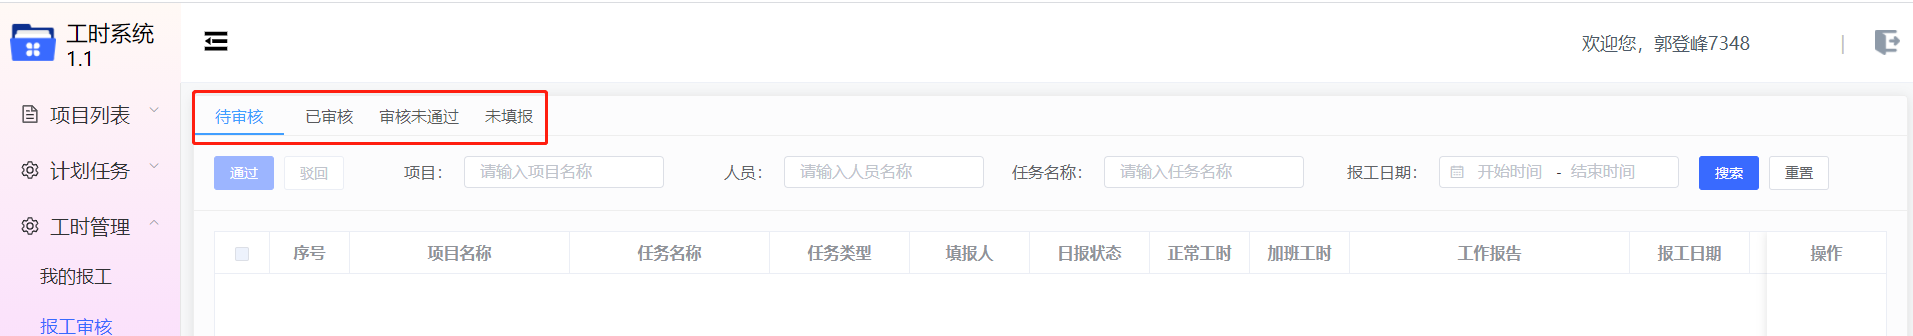 工时系统
1.1
欢迎您，郭登峰7348
|
项目列表
计划任务
工时管理
我的报工
报工审核
待审核 已审核 审核未通过 未填报
通过 驳回 项目： 请输入项目名称 人员： 请输入人员名称 任务名称： 请输入任务名称 报工日期： 开始时间 - 结束时间 搜索 重置
序号 项目名称 任务名称 任务类型 填报人 日报状态 正常工时 加班工时 工作报告 报工日期 操作